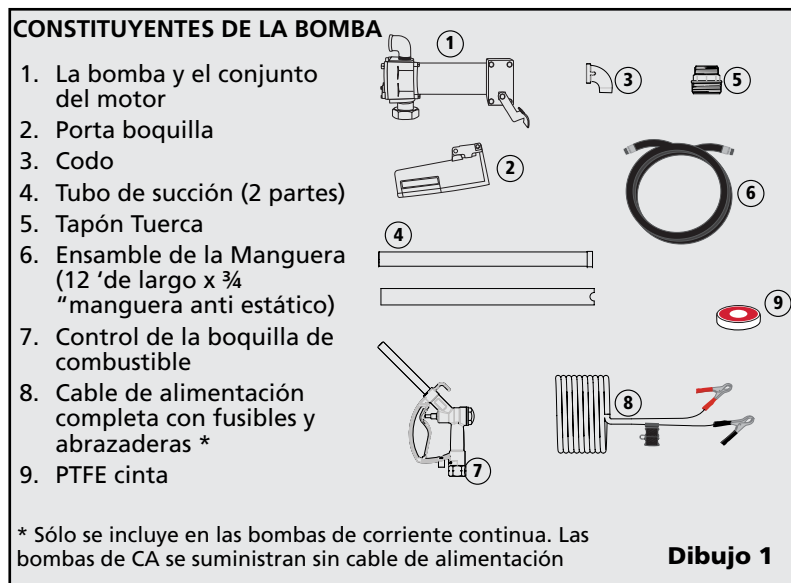 CONSTITUYENTES DE LA BOMBA
1. La bomba y el conjunto
del motor
2. Porta boquilla
3. Codo
4. Tubo de succión (2 partes)
5. Tapón Tuerca
6. Ensamble de la Manguera
(12 ‘de largo x ¾
“manguera anti estático)
7. Control de la boquilla de
combustible
8. Cable de alimentación
completa con fusibles y
abrazaderas *
9. PTFE cinta
1
3
5
2
6
4
9
8
7
* Sólo se incluye en las bombas de corriente continua. Las
bombas de CA se suministran sin cable de alimentación
Dibujo 1